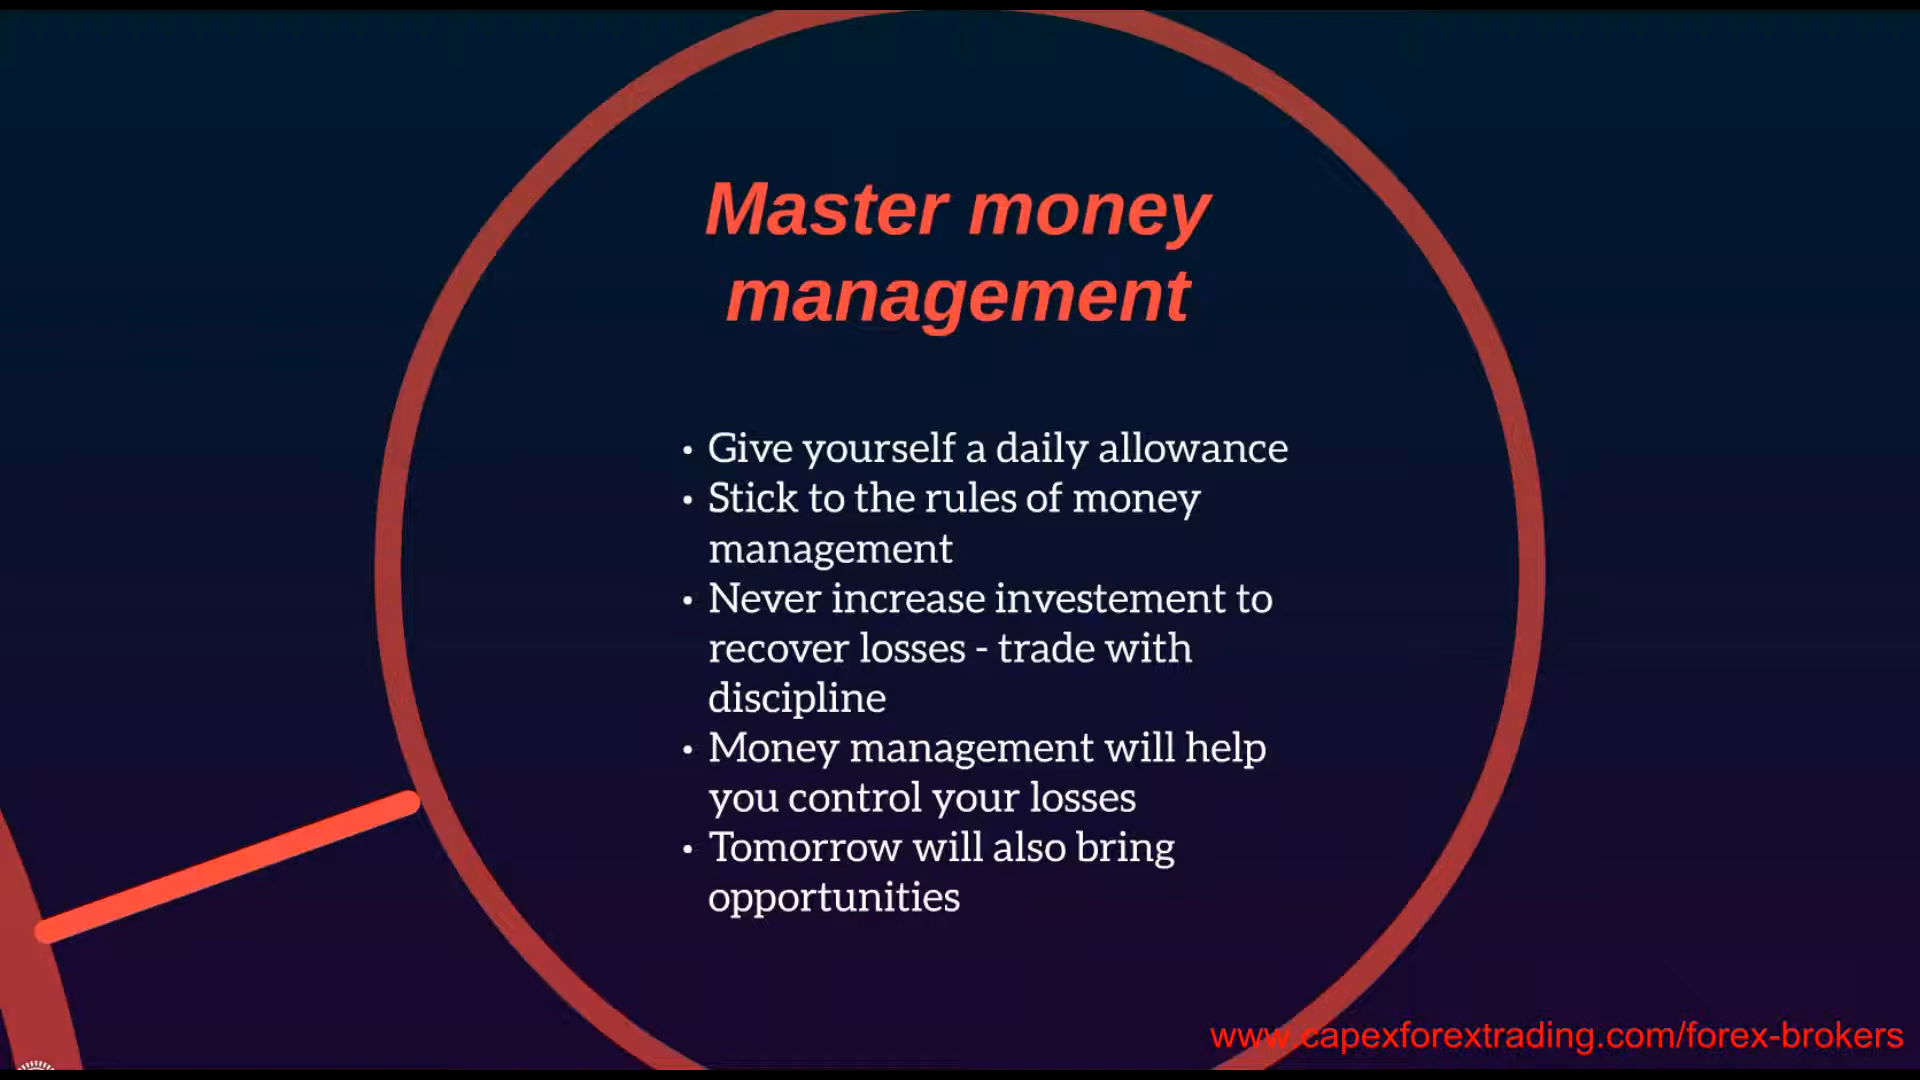 Master money
management
• Give yourself a daily allowance
• Stick to the rules of money
management
• Never increase investement to
recover losses - trade with
discipline
• Money management will help
you control your losses
• Tomorrow will also bring
opportunities
www.capexforextrading.com/forex-brokers